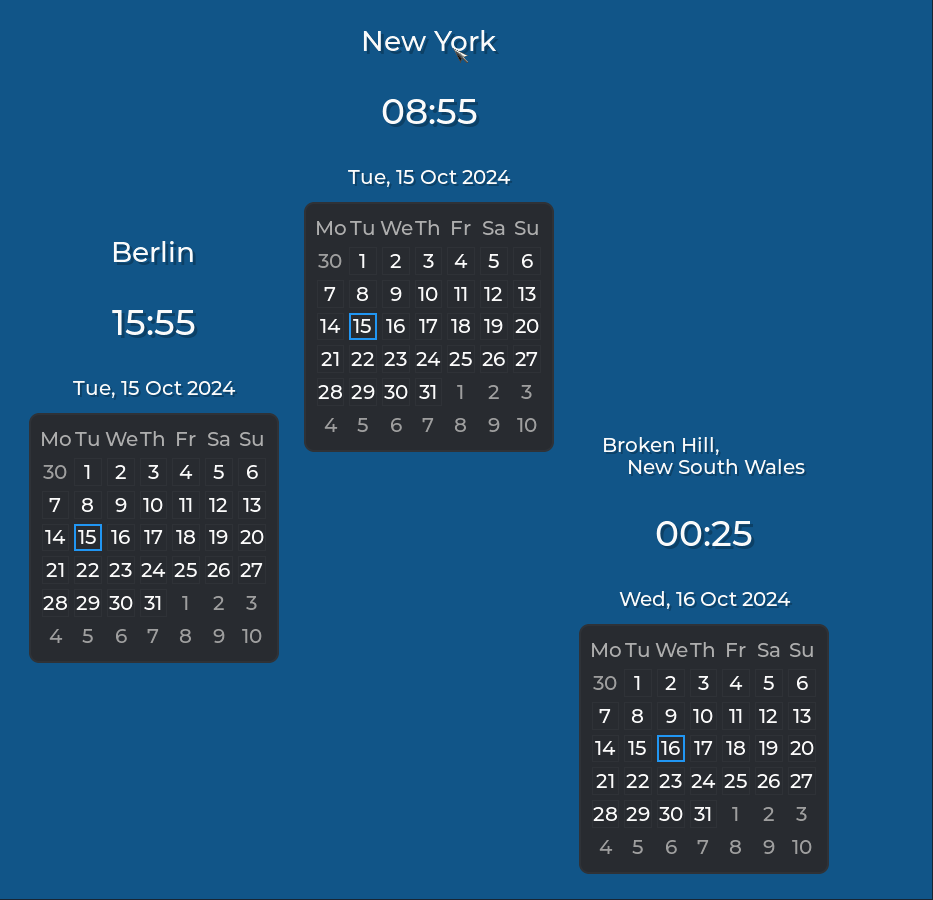 New York
08:55
Tue, 15 Oct 2024
Mo Tu We Th Fr Sa Su
30 1 2 3 4 5 6
7 8 9 10 11 12 13
14 15 16 17 18 19 20
21 22 23 24 25 26 27
28 29 30 31 1 2 3
4 5 6 7 8 9 10
Berlin
15:55
Tue, 15 Oct 2024
Mo Tu We Th Fr Sa Su
30 1 2 3 4 5 6
7 8 9 10 11 12 13
14 15 16 17 18 19 20
21 22 23 24 25 26 27
28 29 30 31 1 2 3
4 5 6 7 8 9 10
Broken Hill,
New South Wales
00:25
Wed, 16 Oct 2024
Mo Tu We Th Fr Sa Su
30 1 2 3 4 5 6
7 8 9 10 11 12 13
14 15 16 17 18 19 20
21 22 23 24 25 26 27
28 29 30 31 1 2 3
4 5 6 7 8 9 10